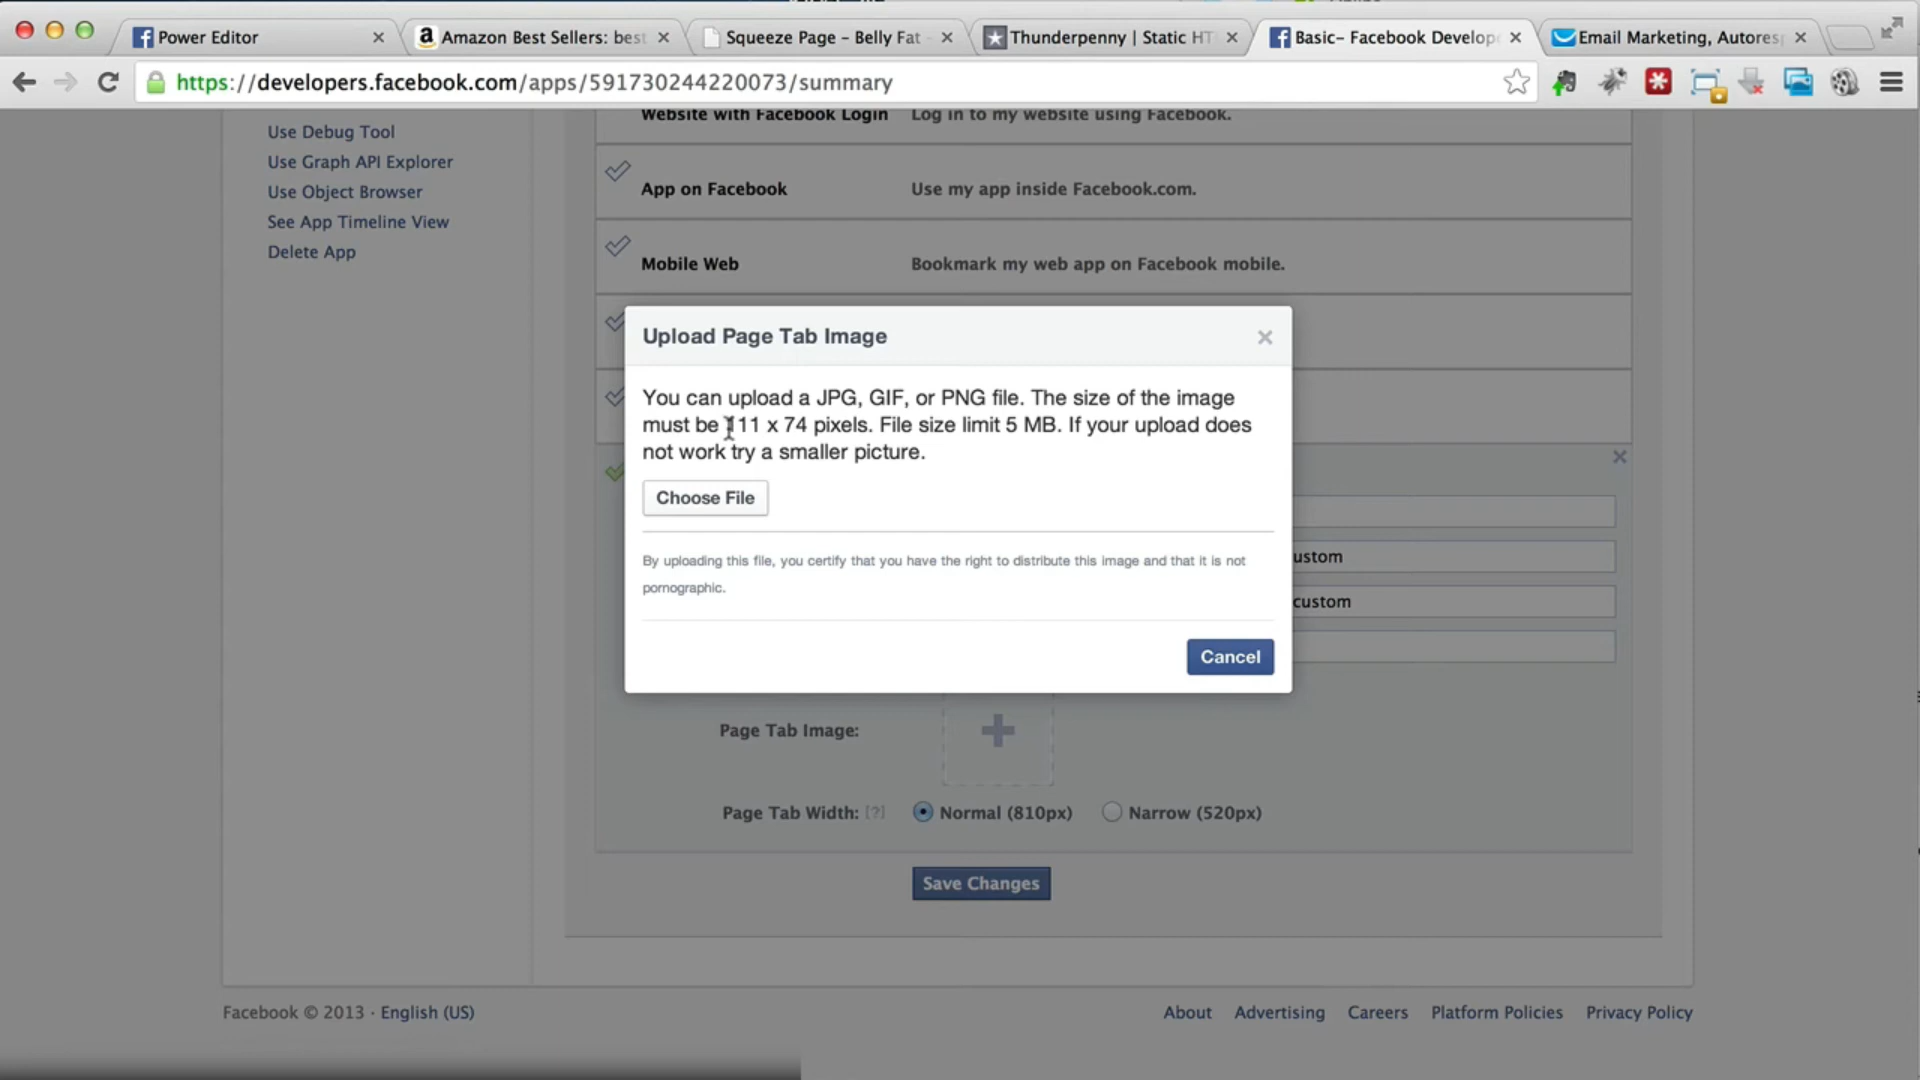 Power Editor
Amazon Best Sellers: best
Squeeze Page - Belly Fat -
Thunderpenny | Static HT
Basic- Facebook Develop
Email Marketing, Autores
https://developers.facebook.com/apps/591730244220073/summary
Use Debug Tool
Use Graph API Explorer
Use Object Browser
See App Timeline View
Delete App
Website with Facebook Login Log in to my website using Facebook.
App on Facebook Use my app inside Facebook.com.
Mobile Web Bookmark my web app on Facebook mobile.
Upload Page Tab Image
You can upload a JPG, GIF, or PNG file. The size of the image
must be 111 x 74 pixels. File size limit 5 MB. If your upload does
not work try a smaller picture.
Choose File
By uploading this file, you certify that you have the right to distribute this image and that it is not
pornographic.
Cancel
ustom
custom
Page Tab Image:
Page Tab Width: [?] Normal (810px) Narrow (520px)
Save Changes
Facebook © 2013 · English (US)
About Advertising Careers Platform Policies Privacy Policy